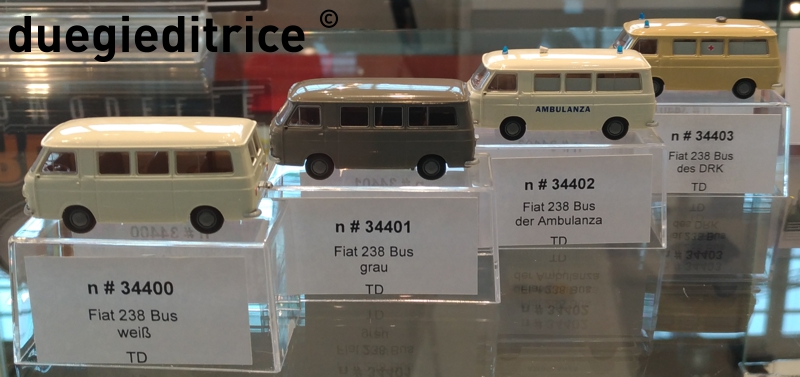 duegieditrice ©
n # 34400
Fiat 238 Bus
weiß
TD
n # 34401
Fiat 238 Bus
grau
TD
AMBULANZA
n # 34402
Fiat 238 Bus
der Ambulanza
TD
n # 34403
Fiat 238 Bus
des DRK
TD